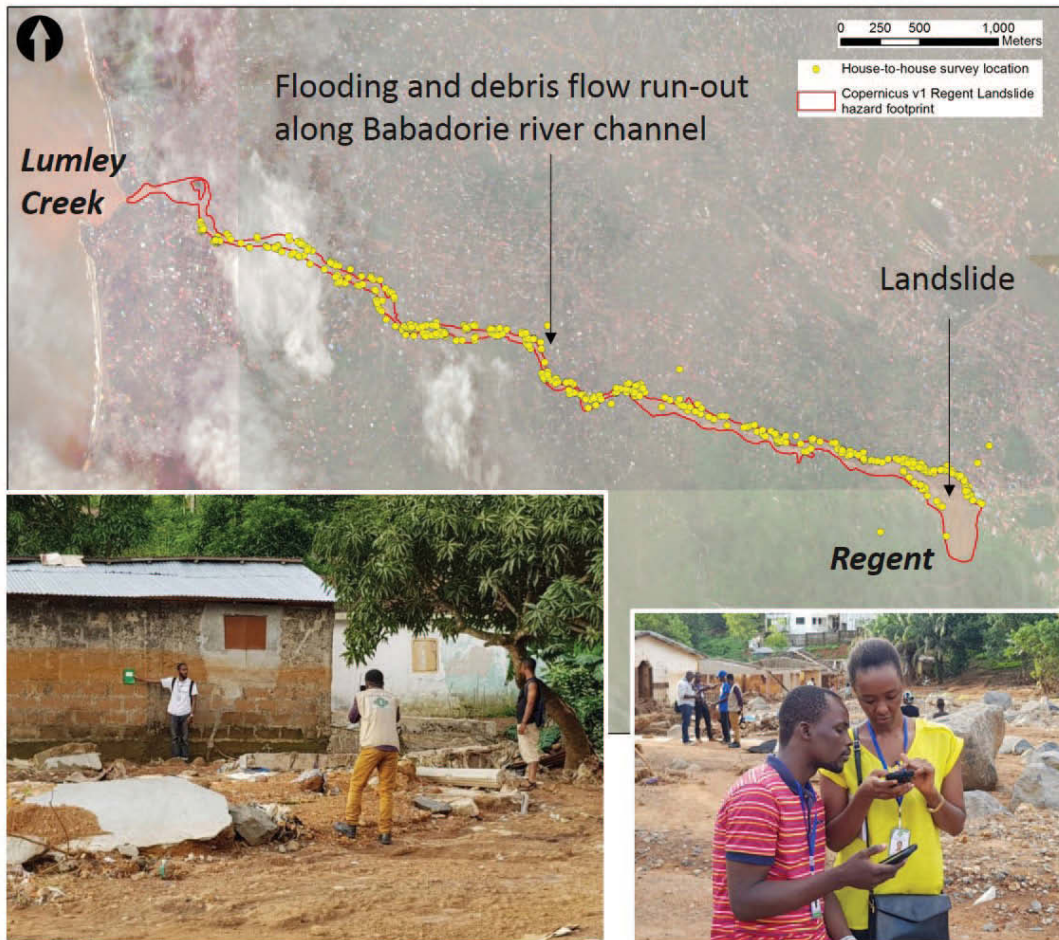 0 250 500 1,000
Meters
House-to-house survey location
Copernicus v1 Regent Landslide
hazard footprint
Flooding and debris flow run-out
along Babadorie river channel
Lumley
Creek
Landslide
Regent